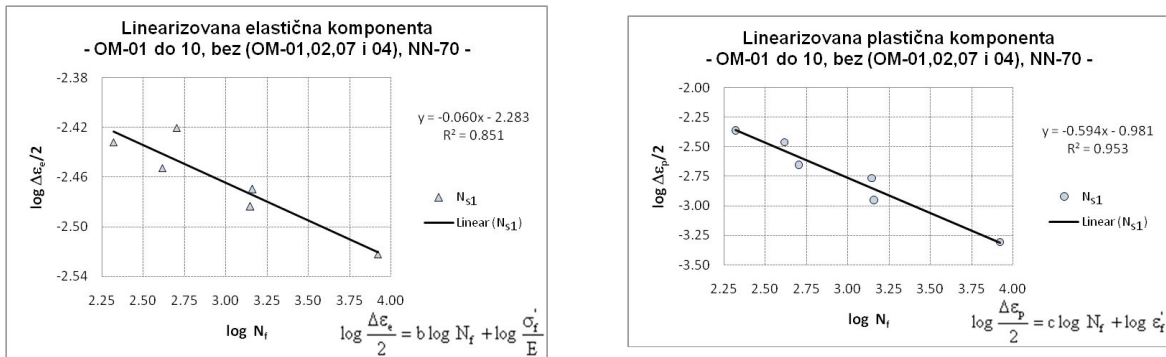 Linearizovana elastična komponenta
- OM-01 do 10, bez (OM-01,02,07 i 04), NN-70 -
-2.38
-2.42
-2.46
-2.50
-2.54
log Δεe/2
2.25 2.50 2.75 3.00 3.25 3.50 3.75 4.00
log Nf
y = -0.060x - 2.283
R² = 0.851
Ns1
Linear (Ns1)
log Δεe/2 = b log Nf + log σf'/E
Linearizovana plastična komponenta
- OM-01 do 10, bez (OM-01,02,07 i 04), NN-70 -
-2.00
-2.25
-2.50
-2.75
-3.00
-3.25
-3.50
log Δεp/2
2.25 2.50 2.75 3.00 3.25 3.50 3.75 4.00
log Nf
y = -0.594x - 0.981
R² = 0.953
Ns1
Linear (Ns1)
log Δεp/2 = c log Nf + log εf'